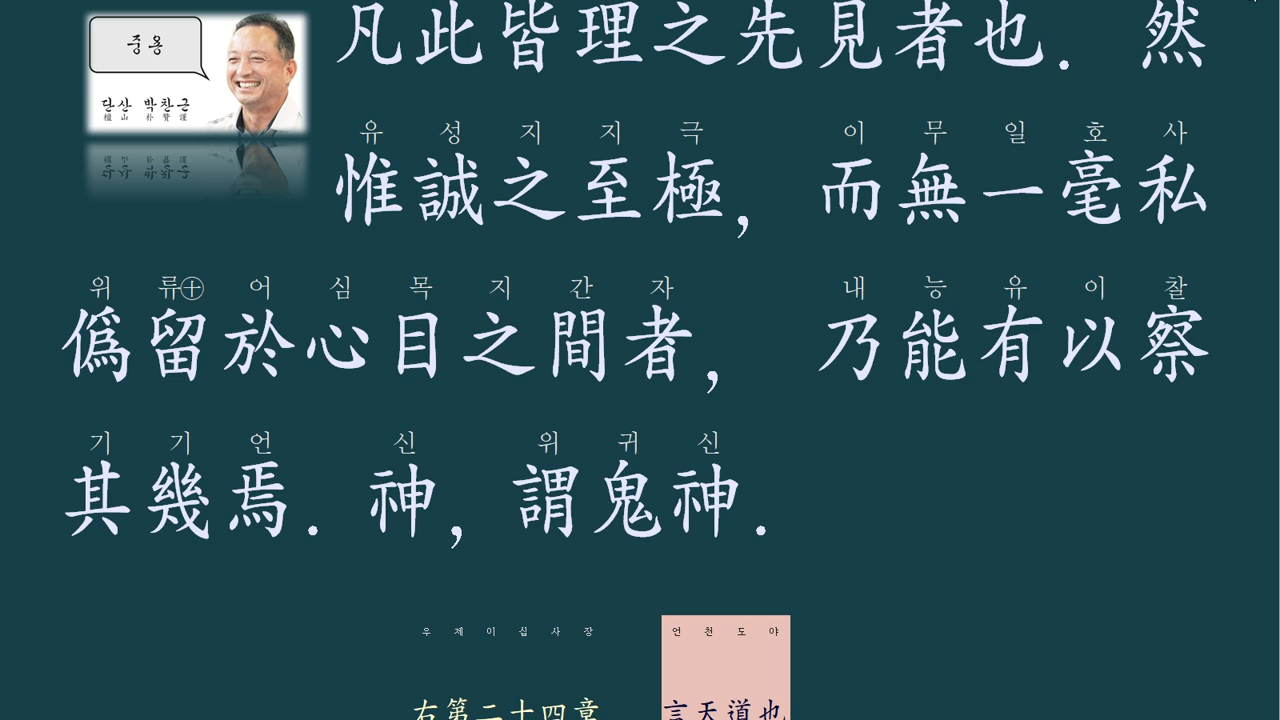 중용
단산 박찬근
檀山 朴贊謹
凡此皆理之先見者也. 然
유 성 지 지 극 이 무 일 호 사
惟誠之至極, 而無一毫私
위 류㊉ 어 심 목 지 간 자 내 능 유 이 찰
僞留於心目之間者, 乃能有以察
기 기 언 신 위 귀 신
其幾焉. 神, 謂鬼神.
우 제 이 십 사 장 언 천 도 야
右第二十四章 言天道也